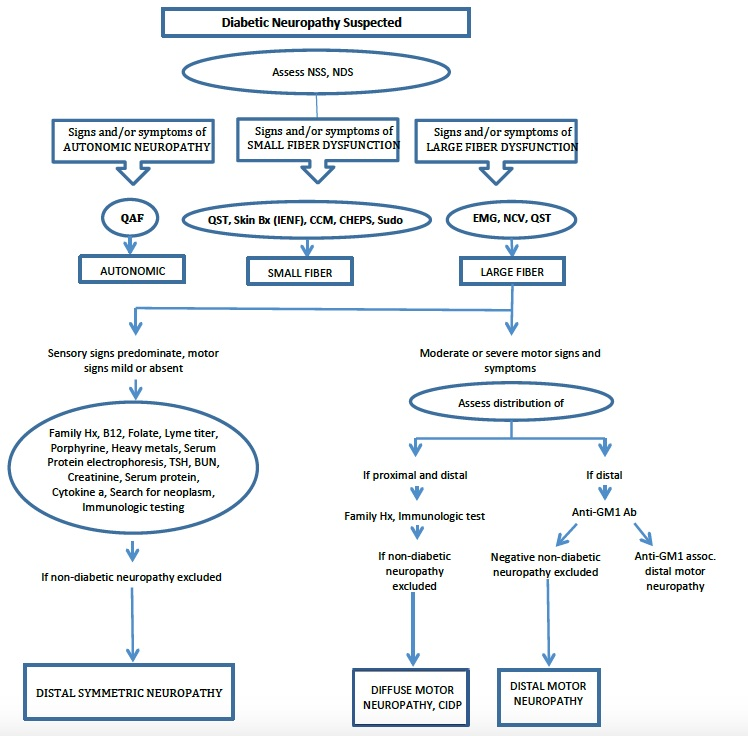 Diabetic Neuropathy Suspected
Assess NSS, NDS
Signs and/or symptoms of
AUTONOMIC NEUROPATHY
Signs and/or symptoms of
SMALL FIBER DYSFUNCTION
Signs and/or symptoms of
LARGE FIBER DYSFUNCTION
QAF
QST, Skin Bx (IENF), CCM, CHEPS, Sudo
EMG, NCV, QST
AUTONOMIC
SMALL FIBER
LARGE FIBER
Sensory signs predominate, motor
signs mild or absent
Moderate or severe motor signs and
symptoms
Assess distribution of
Family Hx, B12, Folate, Lyme titer,
Porphyrine, Heavy metals, Serum
Protein electrophoresis, TSH, BUN,
Creatinine, Serum protein,
Cytokine a, Search for neoplasm,
Immunologic testing
If proximal and distal
If distal
Family Hx, Immunologic test
Anti-GM1 Ab
If non-diabetic
neuropathy
excluded
Negative non-diabetic
neuropathy excluded
Anti-GM1 assoc.
distal motor
neuropathy
If non-diabetic neuropathy excluded
DISTAL SYMMETRIC NEUROPATHY
DIFFUSE MOTOR
NEUROPATHY, CIDP
DISTAL MOTOR
NEUROPATHY